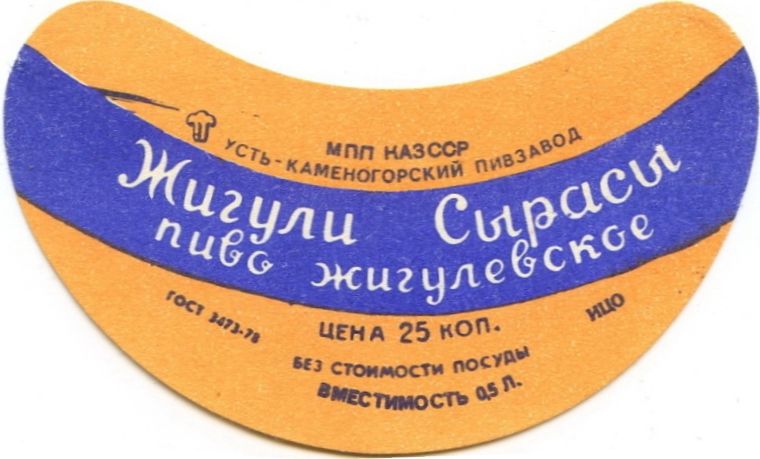 МПП КАЗССР
УСТЬ-КАМЕНОГОРСКИЙ ПИВЗАВОД
Жигули Сырасы
пиво жигулевское
ГОСТ 3473-78
ЦЕНА 25 КОП.
ИЦО
БЕЗ СТОИМОСТИ ПОСУДЫ
ВМЕСТИМОСТЬ 0,5 Л.